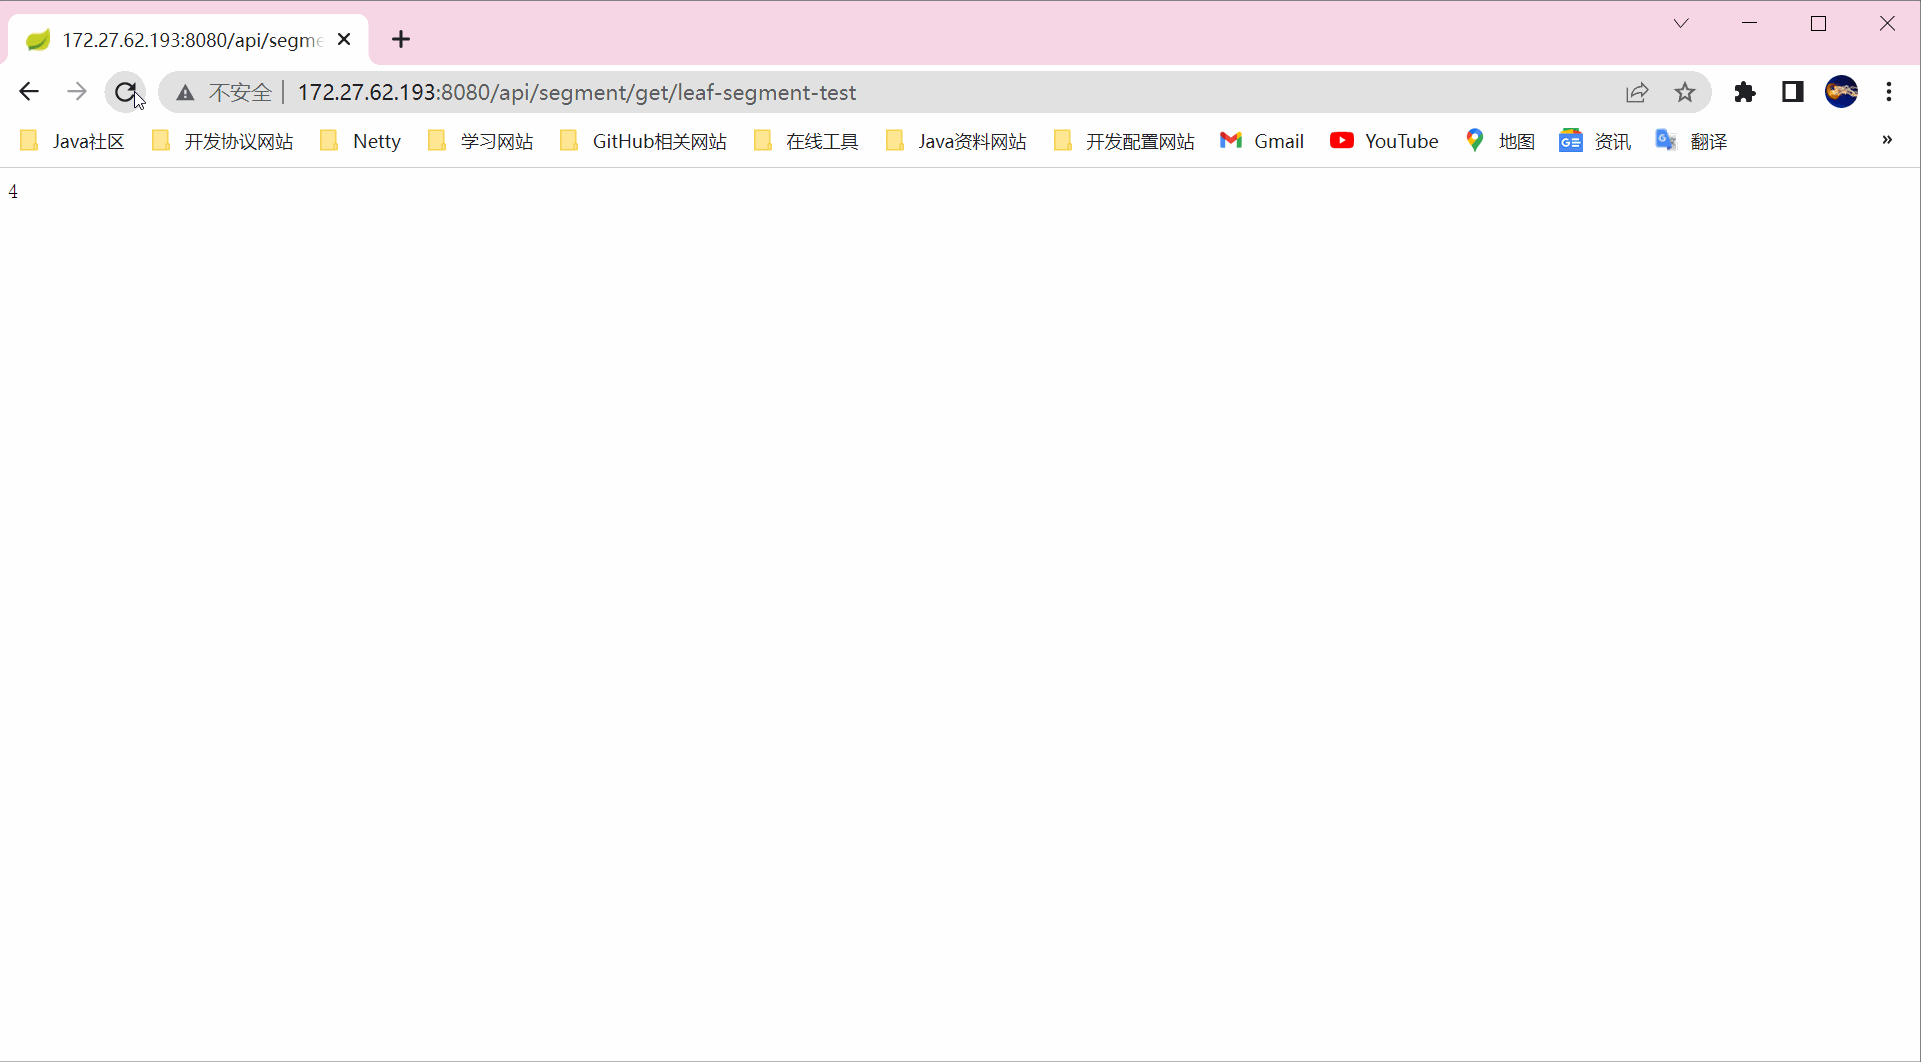 172.27.62.193:8080/api/segme
不安全 172.27.62.193:8080/api/segment/get/leaf-segment-test
Java社区 开发协议网站 Netty 学习网站 GitHub相关网站 在线工具 Java资料网站 开发配置网站 Gmail YouTube 地图 GE 资讯 G 翻译 »
4